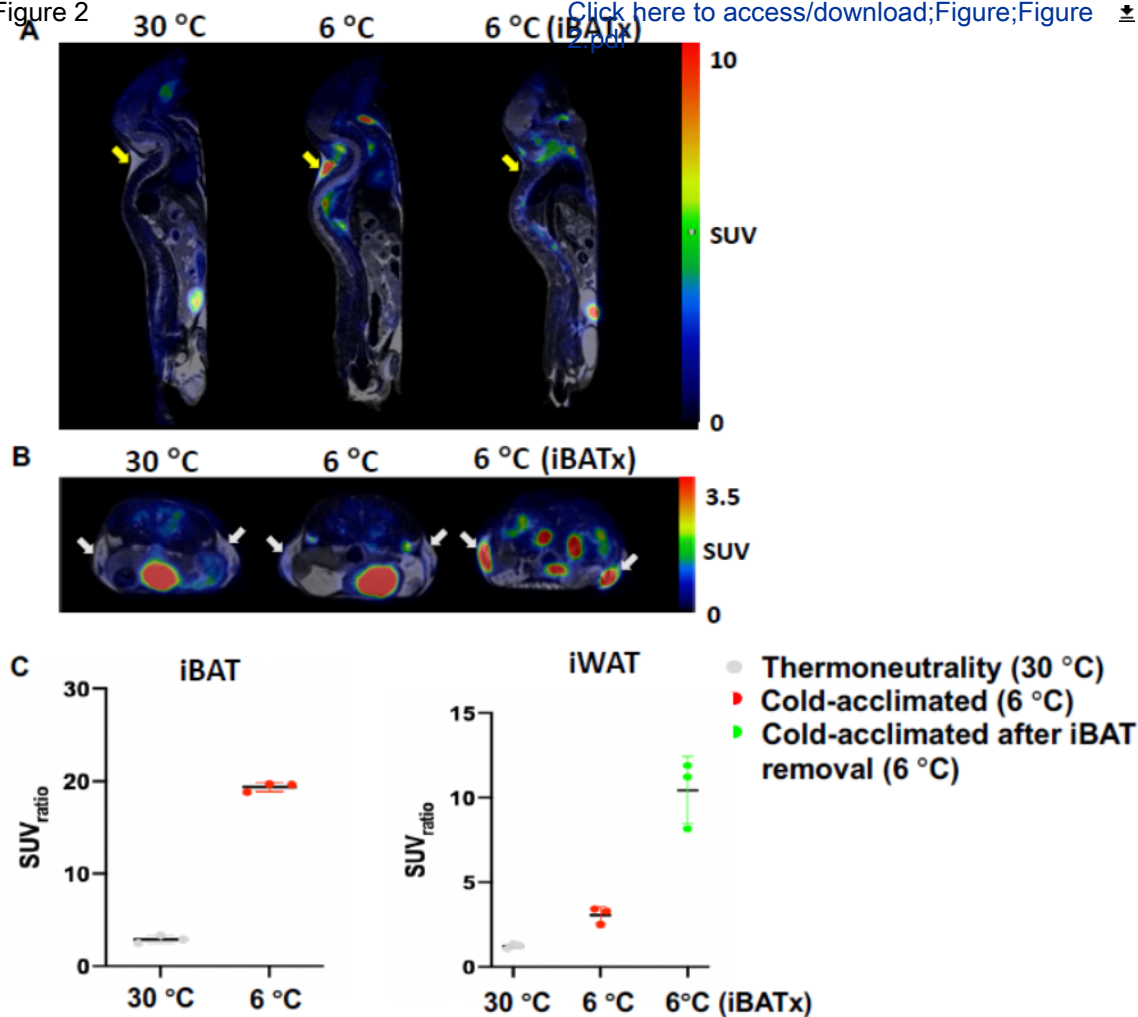 Figure 2
Click here to access/download;Figure;Figure
2.pdf
A
30 °C
6 °C
6 °C (iBATx)
10
SUV
0
B
30 °C
6 °C
6 °C (iBATx)
3.5
SUV
0
C
iBAT
iWAT
Thermoneutrality (30 °C)
Cold-acclimated (6 °C)
Cold-acclimated after iBAT
removal (6 °C)
30
20
10
0
SUVratio
30 °C
6 °C
15
10
5
0
SUVratio
30 °C
6 °C
6°C (iBATx)